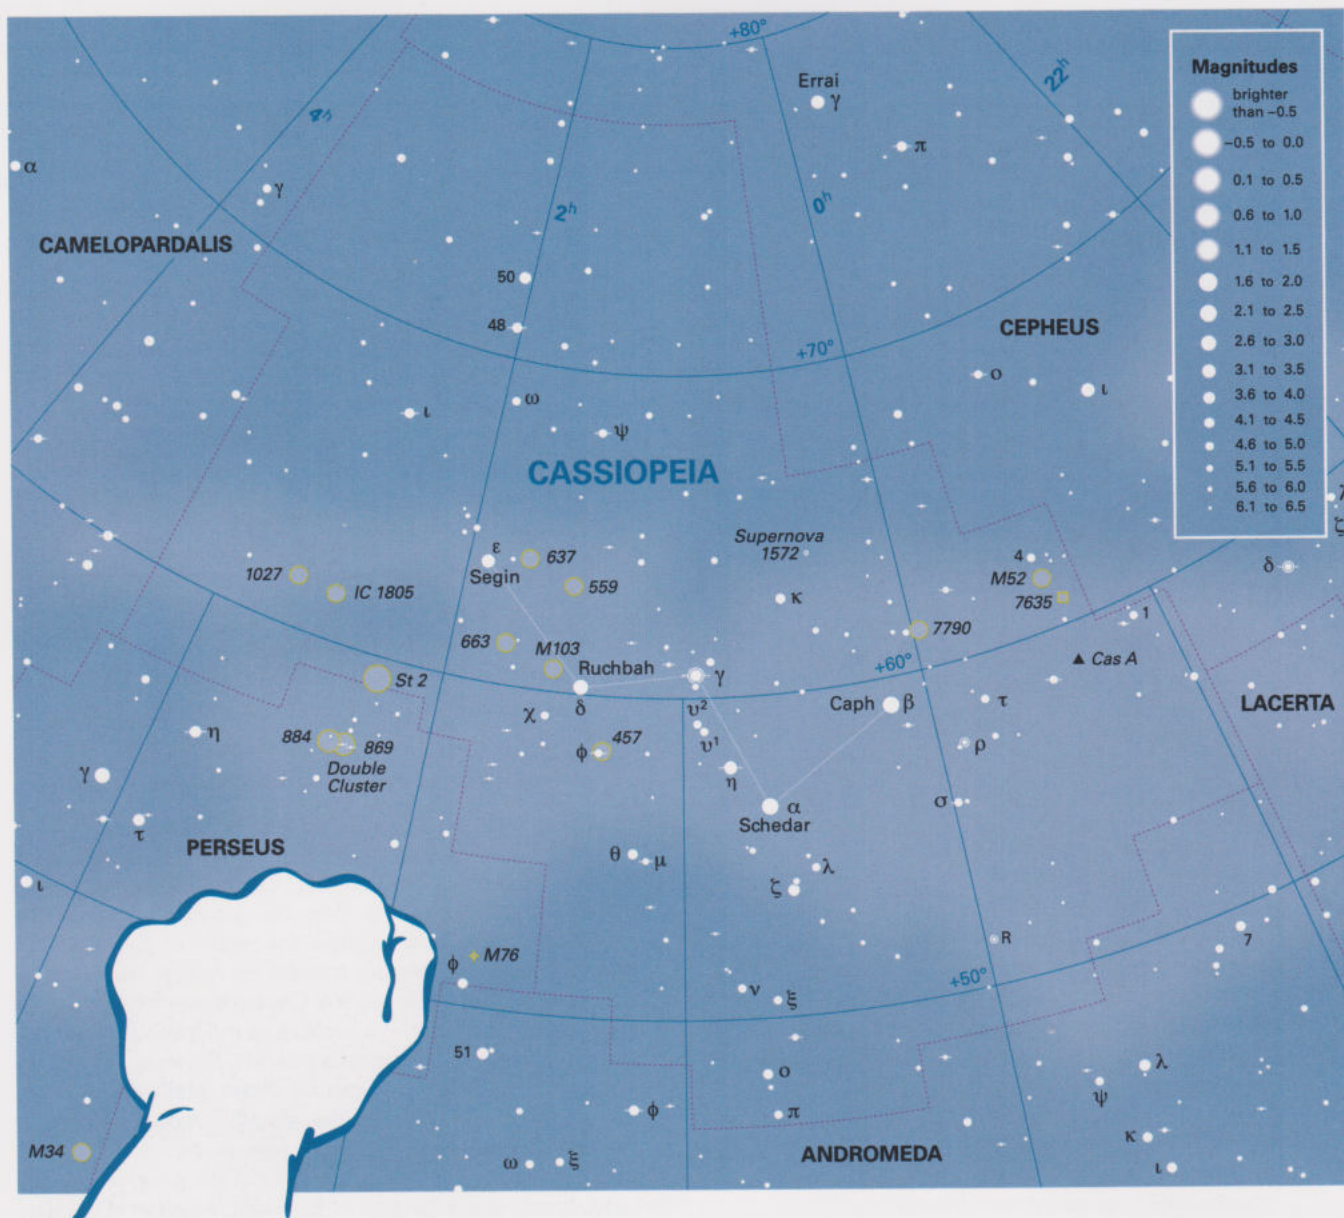 +80°
22ʰ
Errai
γ
4ʰ
π
α
γ
2ʰ
0ʰ
CAMELOPARDALIS
50
48
CEPHEUS
+70°
ο
ι
ω
ι
ψ
CASSIOPEIA
Magnitudes
brighter
than –0.5
–0.5 to 0.0
0.1 to 0.5
0.6 to 1.0
1.1 to 1.5
1.6 to 2.0
2.1 to 2.5
2.6 to 3.0
3.1 to 3.5
3.6 to 4.0
4.1 to 4.5
4.6 to 5.0
5.1 to 5.5
5.6 to 6.0
6.1 to 6.5
ζ
Supernova
1572
ε
Segin
637
4
δ
1027
IC 1805
559
κ
M52
7635
1
663
M103
7790
Ruchbah
γ
+60°
Cas A
St 2
δ
Caph
β
τ
LACERTA
χ
υ²
η
884
869
Double
Cluster
φ
457
υ¹
ρ
γ
η
α
Schedar
σ
τ
PERSEUS
θ
μ
λ
ζ
ι
R
7
φ
M76
+50°
ν
ξ
51
ο
λ
ψ
φ
π
κ
M34
ω
ξ
ANDROMEDA
ι